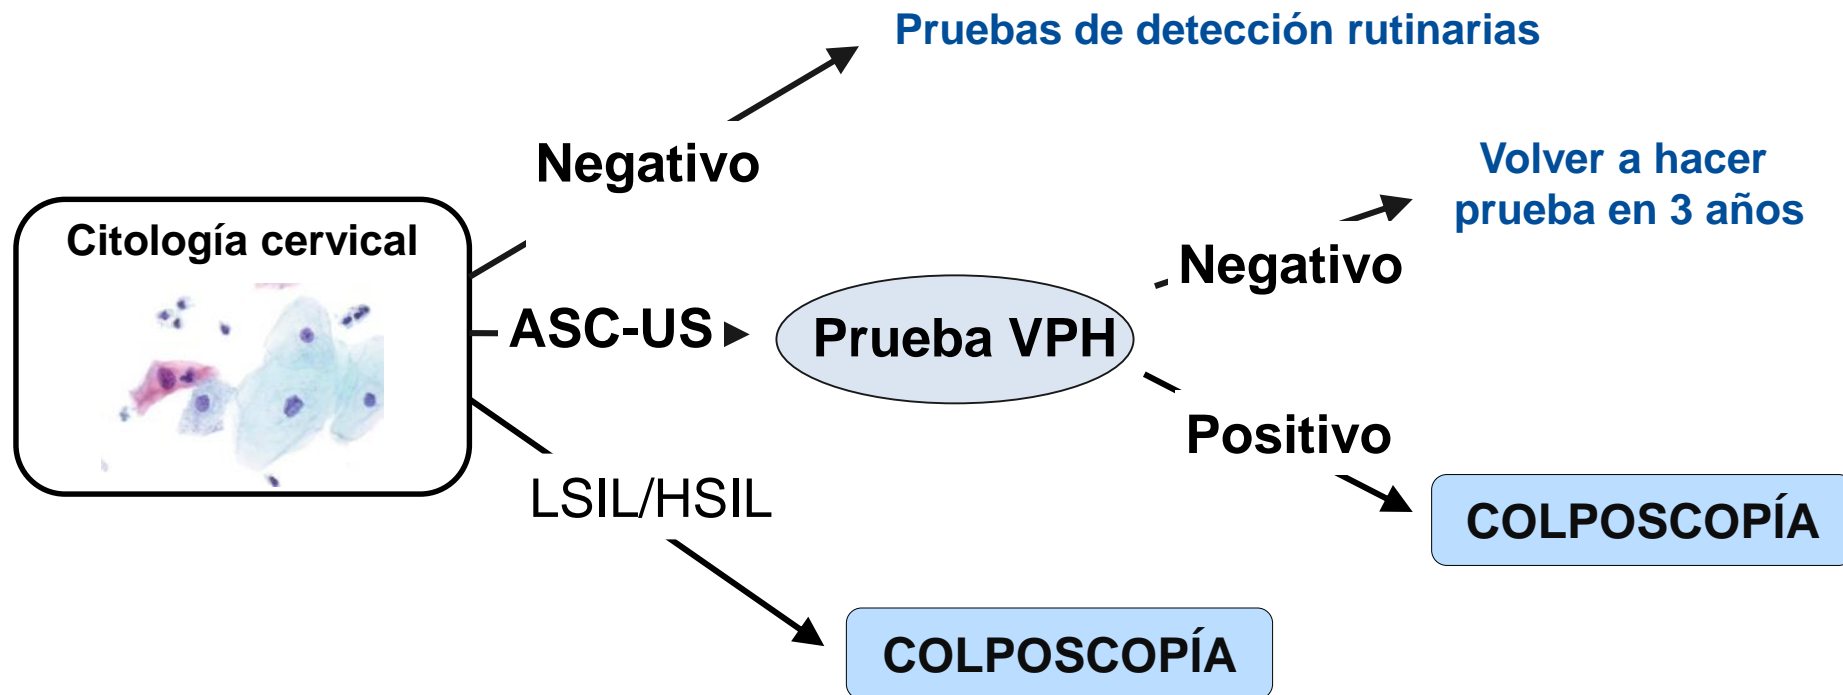 Pruebas de detección rutinarias
Negativo
Volver a hacer
prueba en 3 años
Citología cervical
Negativo
ASC-US
Prueba VPH
Positivo
LSIL/HSIL
COLPOSCOPÍA
COLPOSCOPÍA